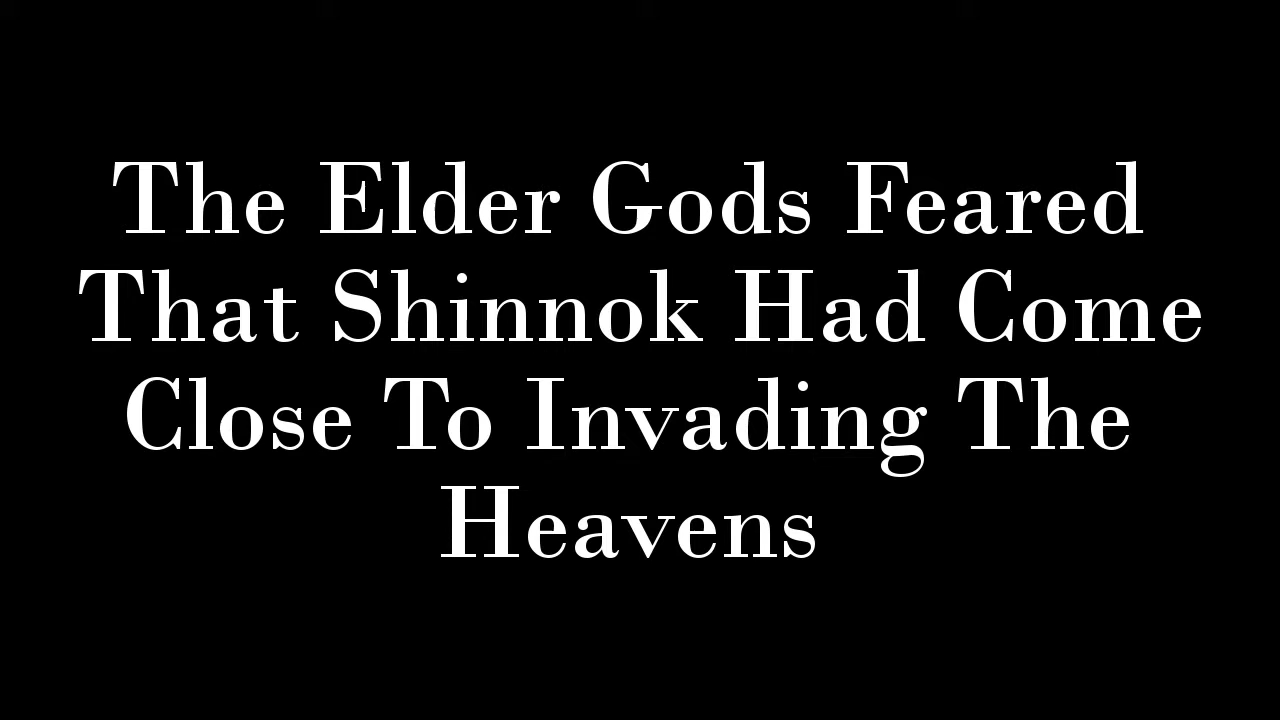 The Elder Gods Feared
That Shinnok Had Come
Close To Invading The
Heavens